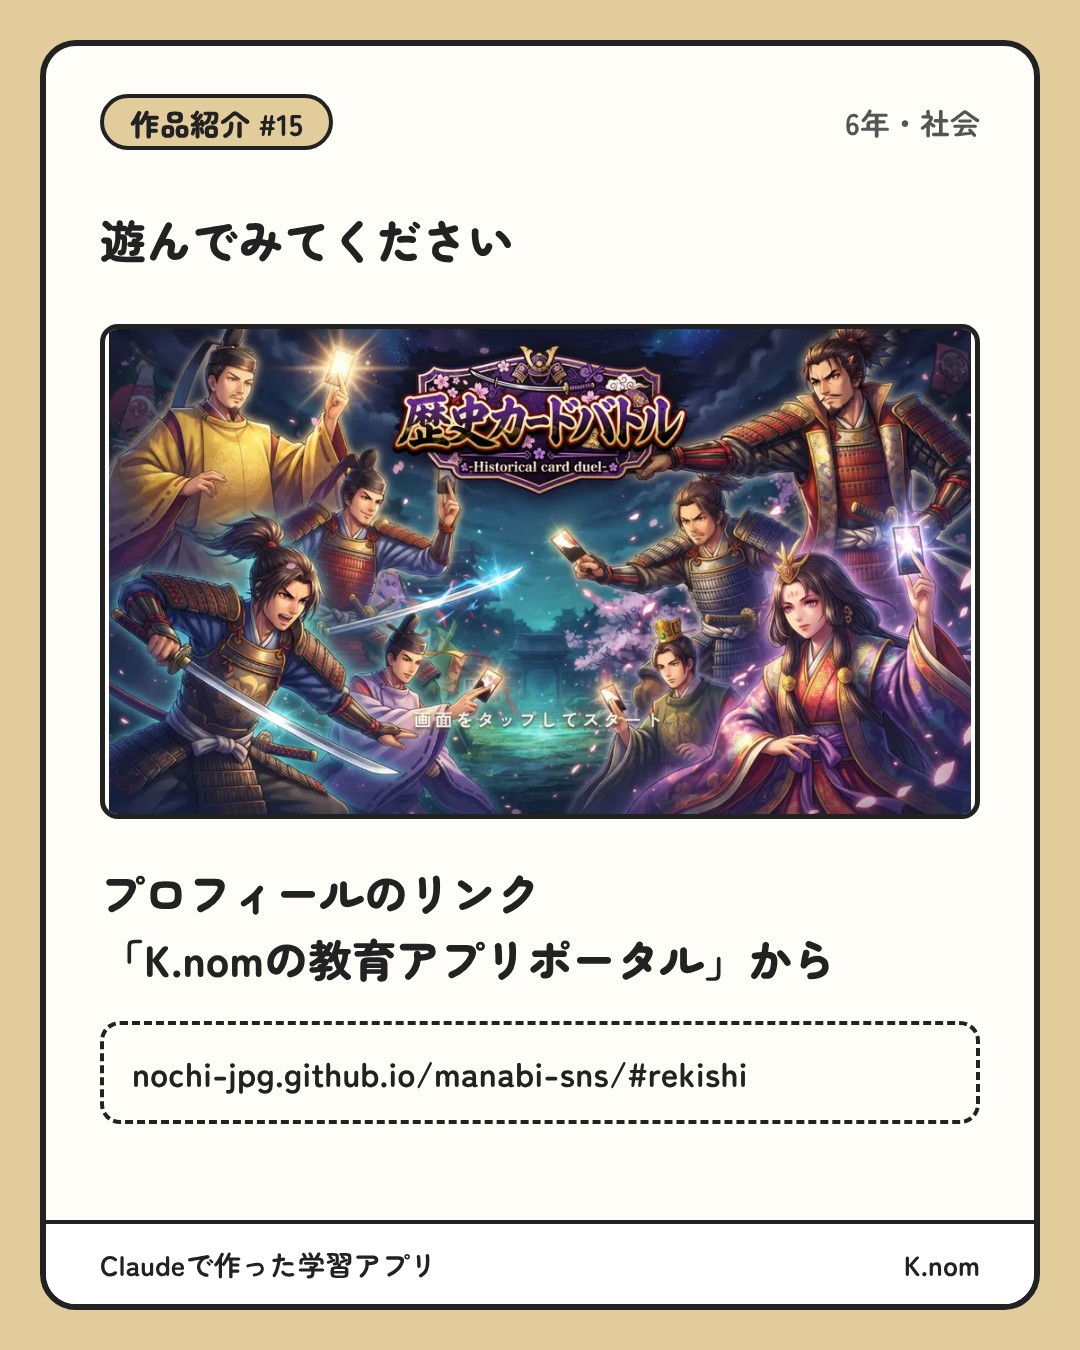 作品紹介 #15
6年・社会
遊んでみてください
歴史カードバトル
-Historical card duel-
画面をタップしてスタート
プロフィールのリンク
「K.nomの教育アプリポータル」から
nochi-jpg.github.io/manabi-sns/#rekishi
Claudeで作った学習アプリ
K.nom